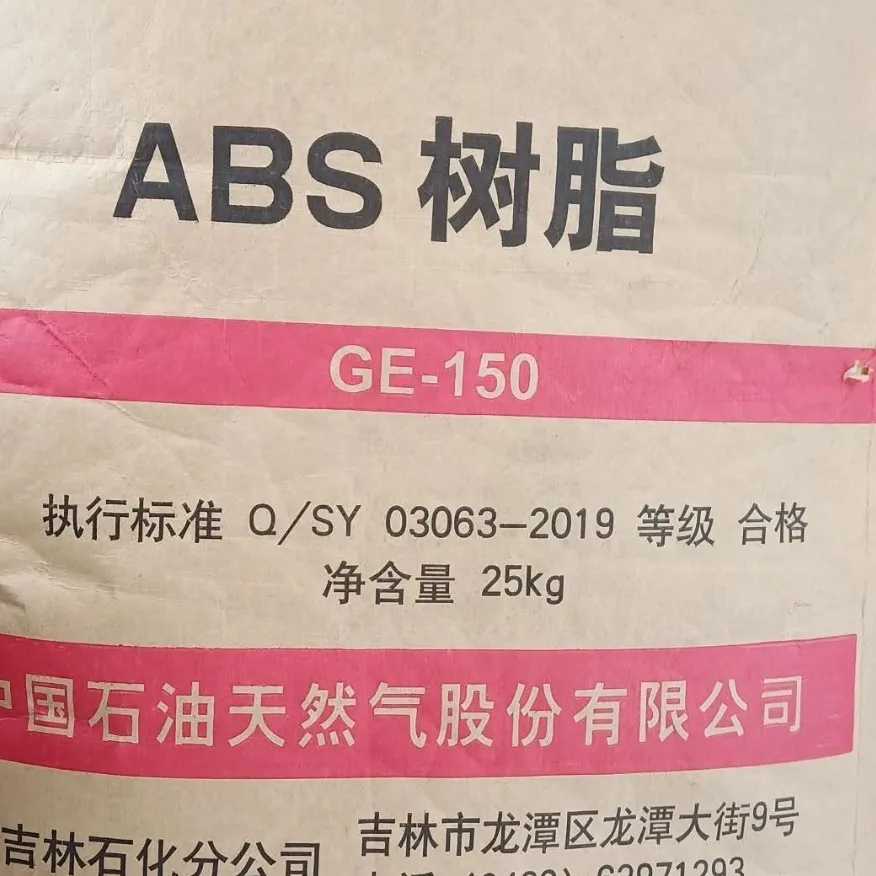 ABS 树脂
GE-150
执行标准 Q/SY 03063-2019 等级 合格
净含量 25kg
中国石油天然气股份有限公司
吉林石化分公司 吉林市龙潭区龙潭大街9号